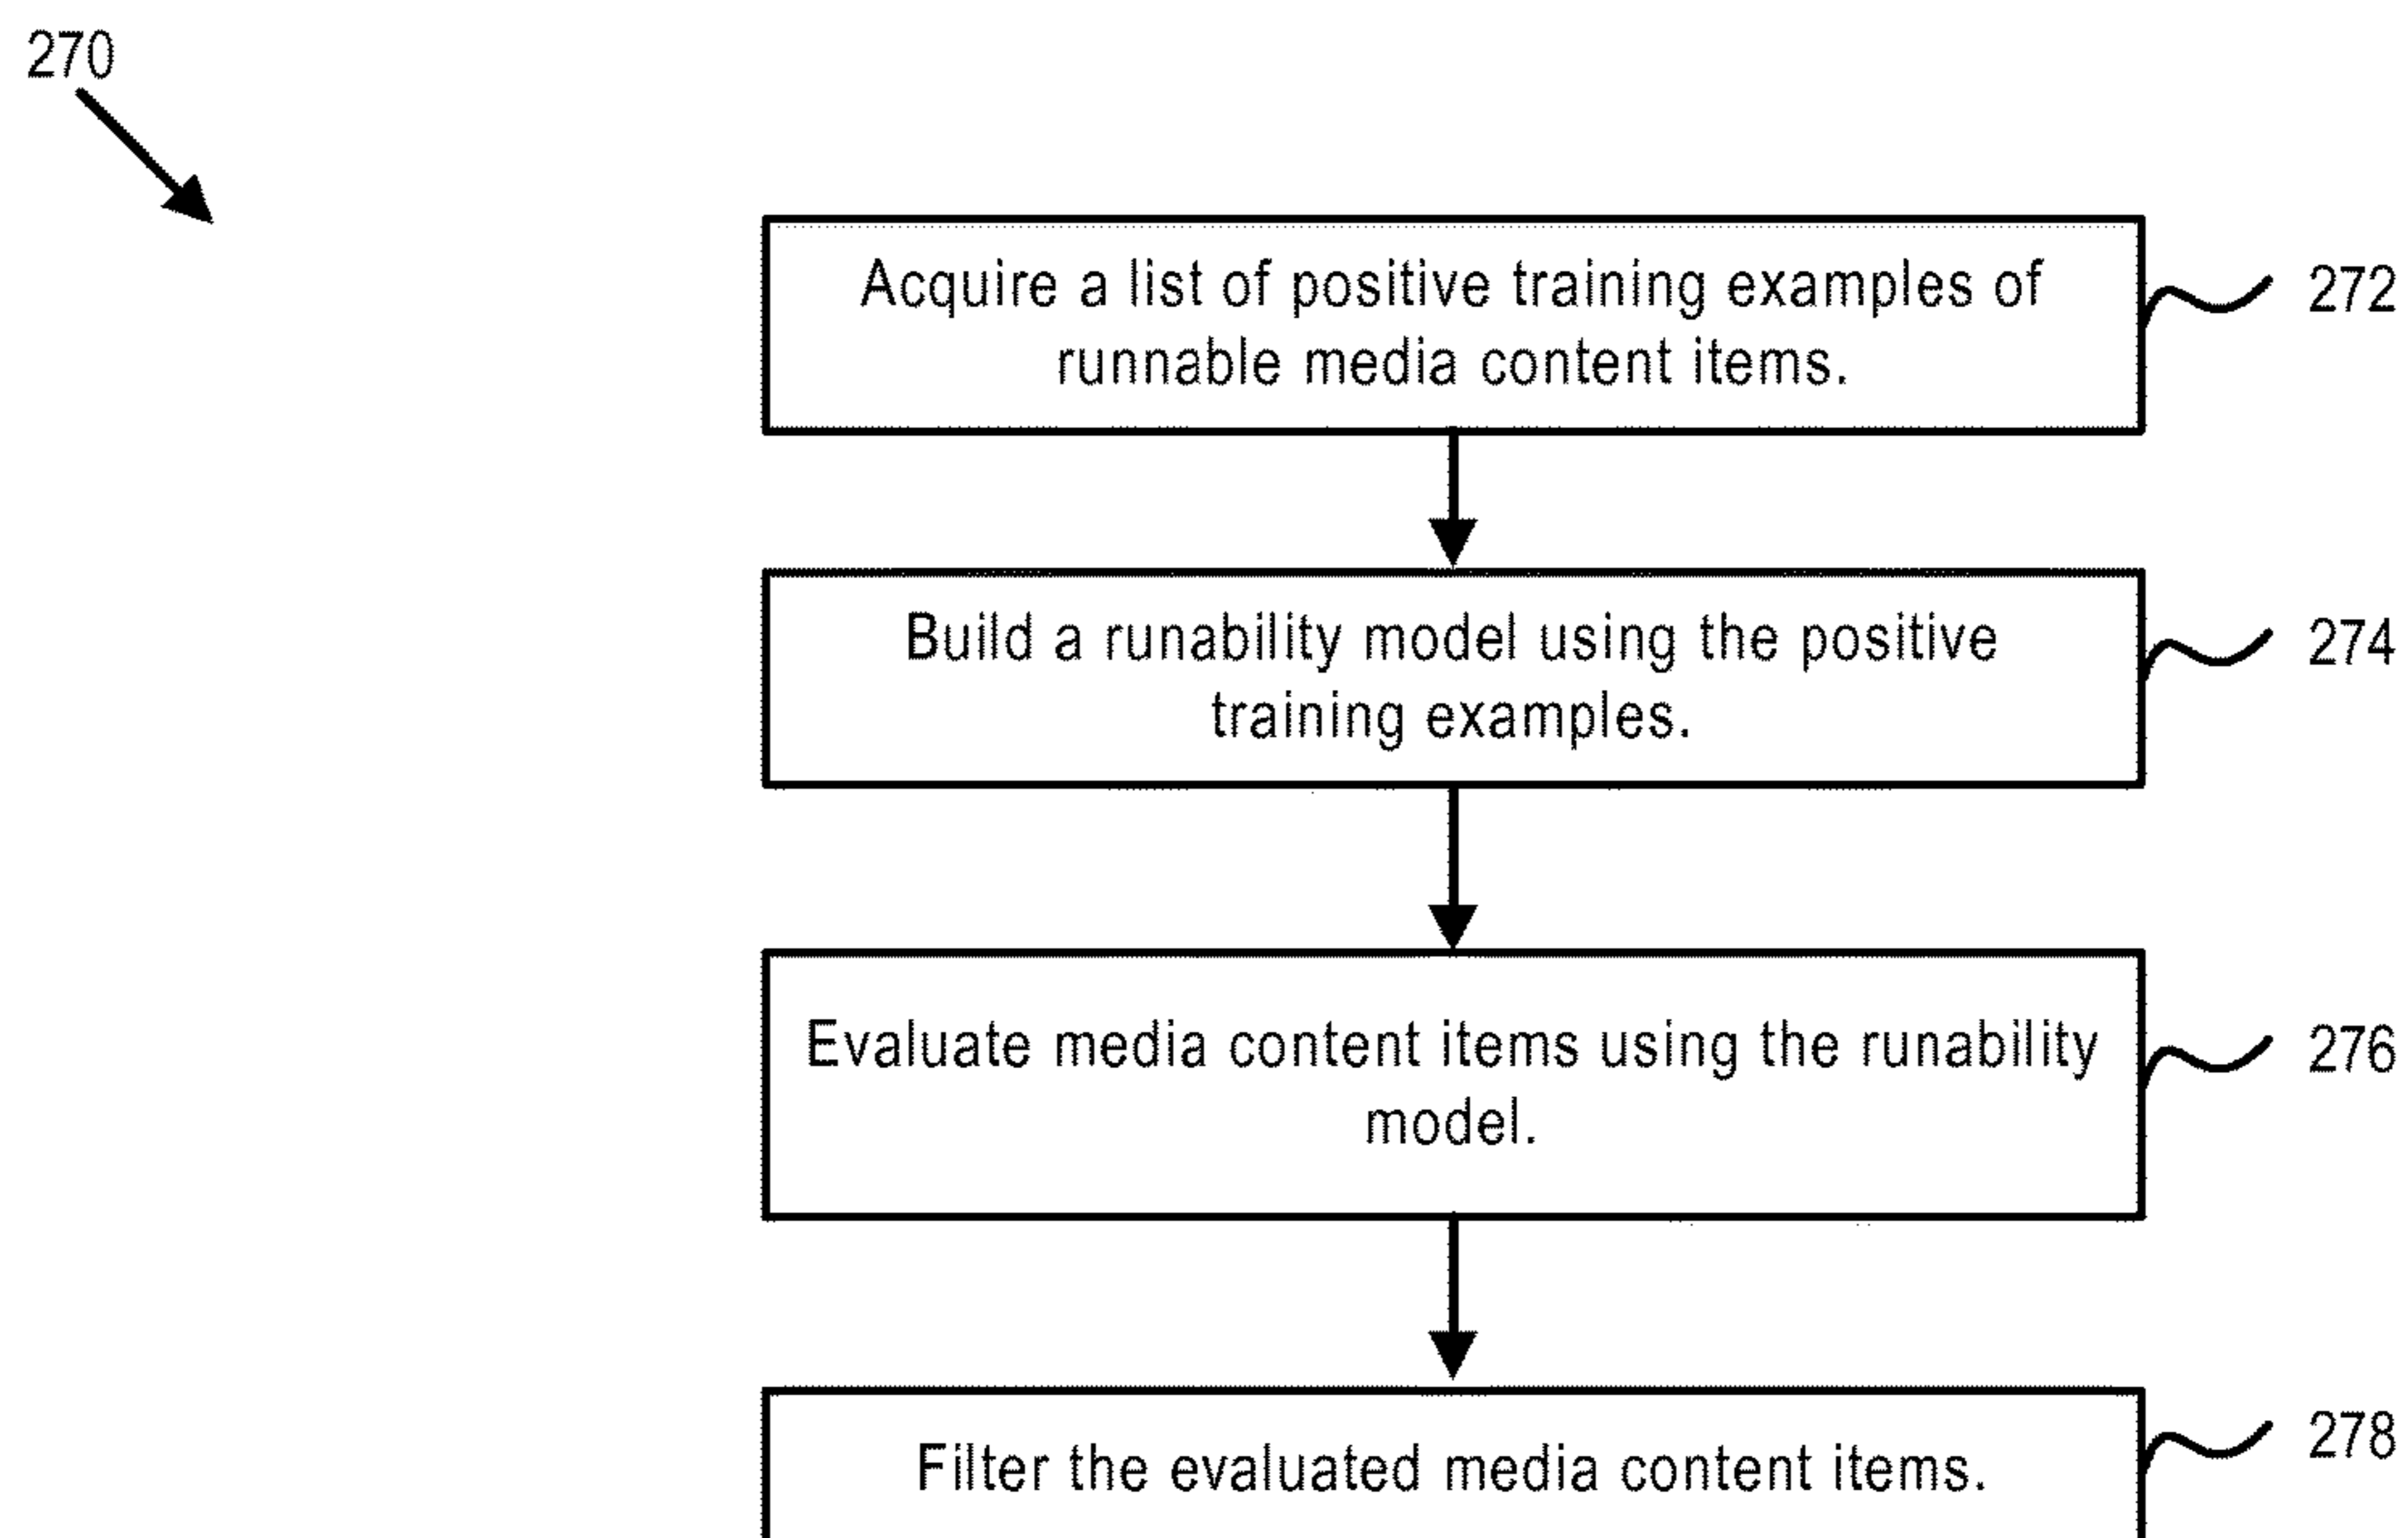 270
Acquire a list of positive training examples of
runnable media content items.
272
Build a runability model using the positive
training examples.
274
Evaluate media content items using the runability
model.
276
Filter the evaluated media content items.
278